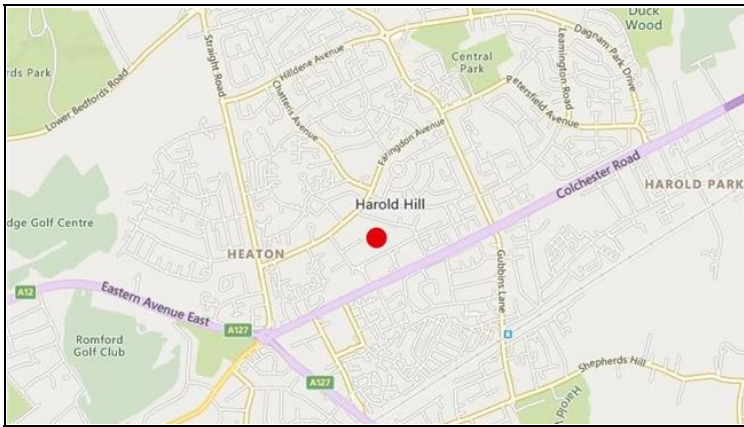 Duck
Wood
Straight Road
Hilldene Avenue
Central
Park
Leamington Road
Dagnam Park Drive
rds Park
Lower Bedfords Road
Chatteris Avenue
Petersfield Avenue
Faringdon Avenue
Colchester Road
HAROLD PARK
Harold Hill
dge Golf Centre
HEATON
Gubbins Lane
A12
Eastern Avenue East
A127
Romford
Golf Club
A127
Shepherds Hill
Harold